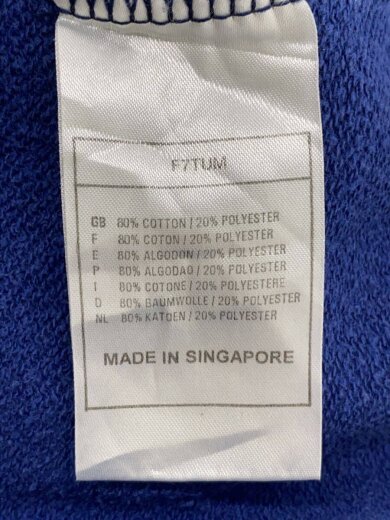 F7TUM
GB 80% COTTON / 20% POLYESTER
F 80% COTON / 20% POLYESTER
E 80% ALGODON / 20% POLYESTER
P 80% ALGODAO / 20% POLYESTER
I 80% COTONE / 20% POLYESTERE
D 80% BAUMWOLLE / 20% POLYESTER
NL 80% KATOEN / 20% POLYESTER
MADE IN SINGAPORE